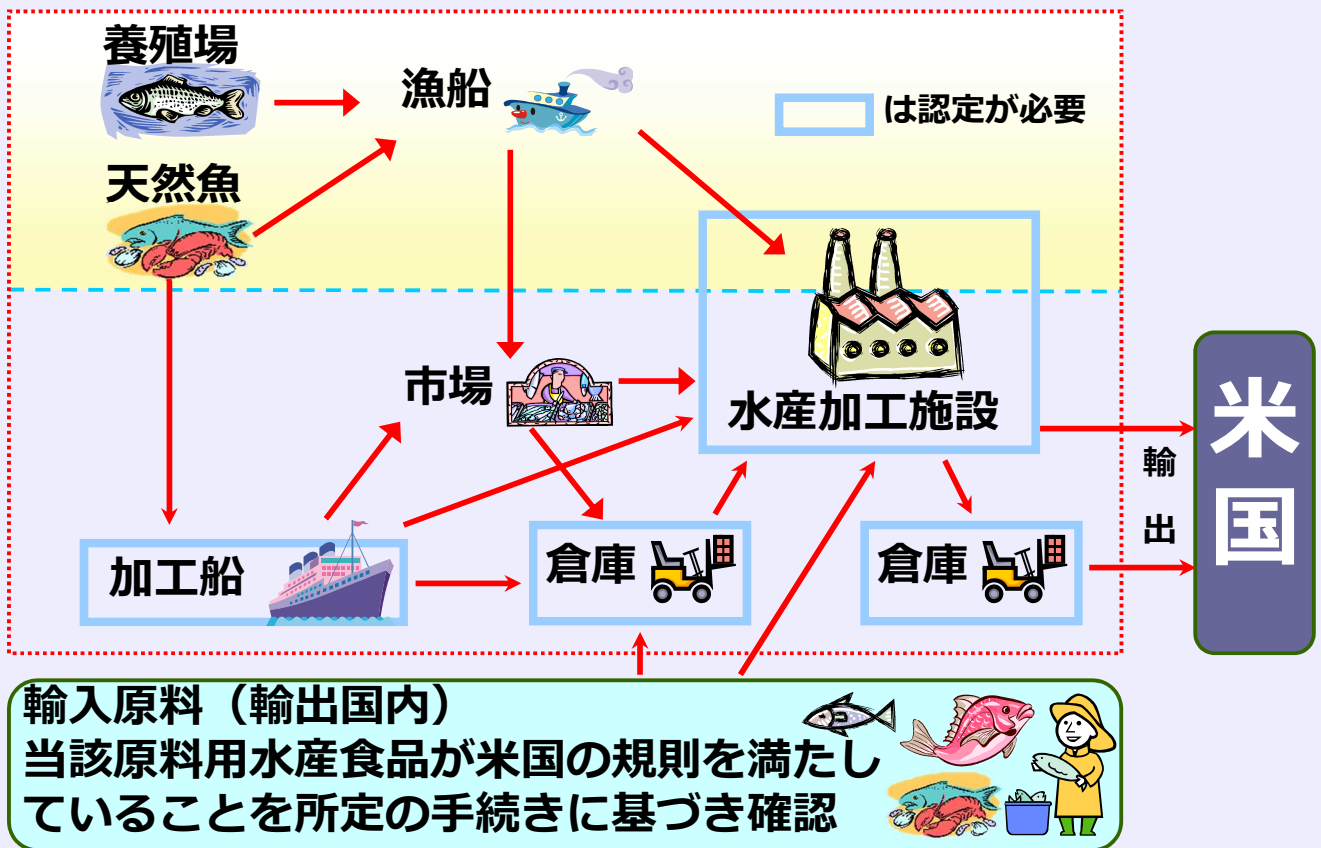 養殖場
漁船
は認定が必要
天然魚
市場
水産加工施設
輸
出
米
国
加工船
倉庫
倉庫
輸入原料（輸出国内）
当該原料用水産食品が米国の規則を満たし
ていることを所定の手続きに基づき確認